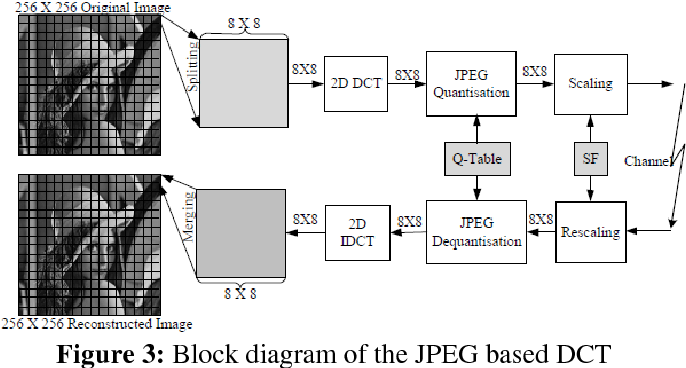 256 X 256 Original Image
8 X 8
Splitting
8X8
2D DCT
8X8
JPEG
Quantisation
8X8
Scaling
Q-Table
SF
Channel
Merging
8X8
2D
IDCT
8X8
JPEG
Dequantisation
8X8
Rescaling
8 X 8
256 X 256 Reconstructed Image
Figure 3: Block diagram of the JPEG based DCT